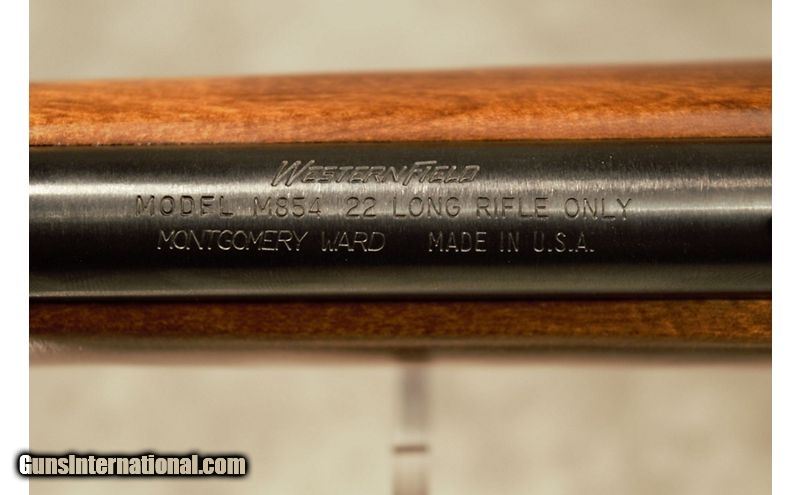 WESTERNFIELD
MODEL M854 22 LONG RIFLE ONLY
MONTGOMERY WARD MADE IN U.S.A.
GunsInternational.com